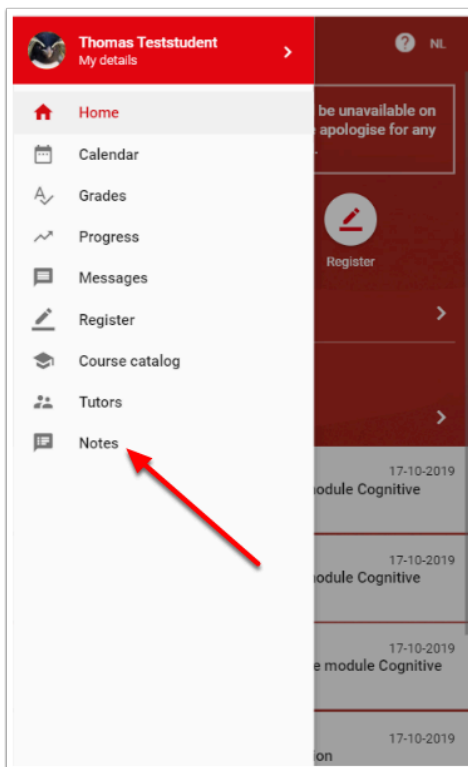 Thomas Teststudent
My details
NL
Home
Calendar
Grades
Progress
Messages
Register
Course catalog
Tutors
Notes
be unavailable on
apologise for any
Register
17-10-2019
module Cognitive
17-10-2019
module Cognitive
17-10-2019
e module Cognitive
17-10-2019
ion